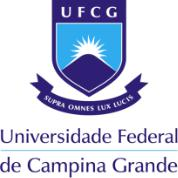 UFCG
SUPRA OMNES LUX LUCIS
Universidade Federal
de Campina Grande